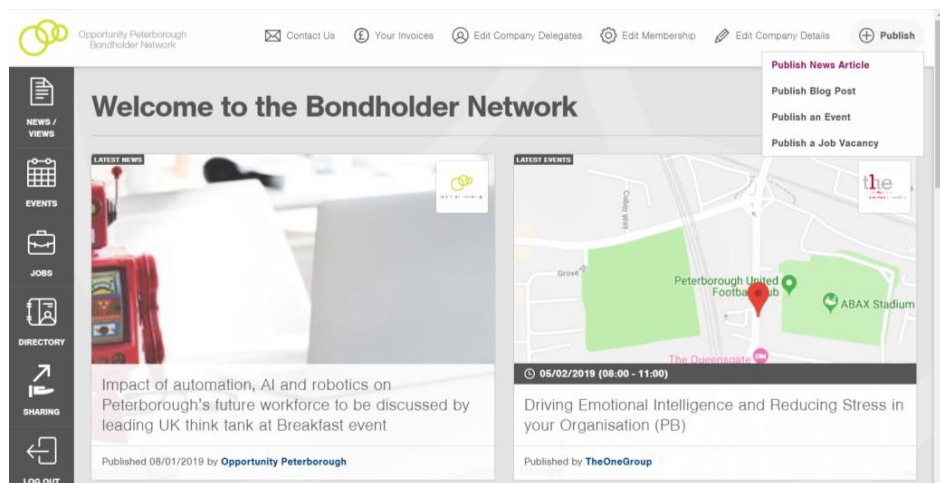 Opportunity Peterborough
Bondholder Network
Contact Us
Your Invoices
Edit Company Delegates
Edit Membership
Edit Company Details
Publish
Publish News Article
Publish Blog Post
Publish an Event
Publish a Job Vacancy
NEWS /
VIEWS
EVENTS
JOBS
DIRECTORY
SHARING
LOG OUT
Welcome to the Bondholder Network
LATEST NEWS
Impact of automation, AI and robotics on
Peterborough's future workforce to be discussed by
leading UK think tank at Breakfast event
Published 08/01/2019 by Opportunity Peterborough
LATEST EVENTS
the
Grove
Peterborough United
ABAX Stadium
The Queensgate
05/02/2019 (08:00 - 11:00)
Driving Emotional Intelligence and Reducing Stress in
your Organisation (PB)
Published by TheOneGroup